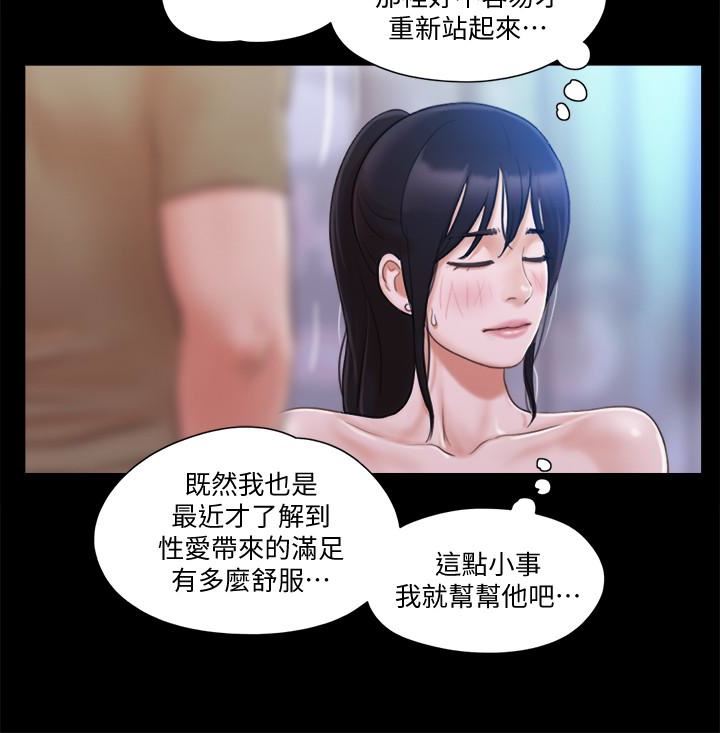 重新站起來⋯
既然我也是
最近才了解到
性愛帶來的滿足
有多麼舒服⋯
這點小事
我就幫幫他吧⋯